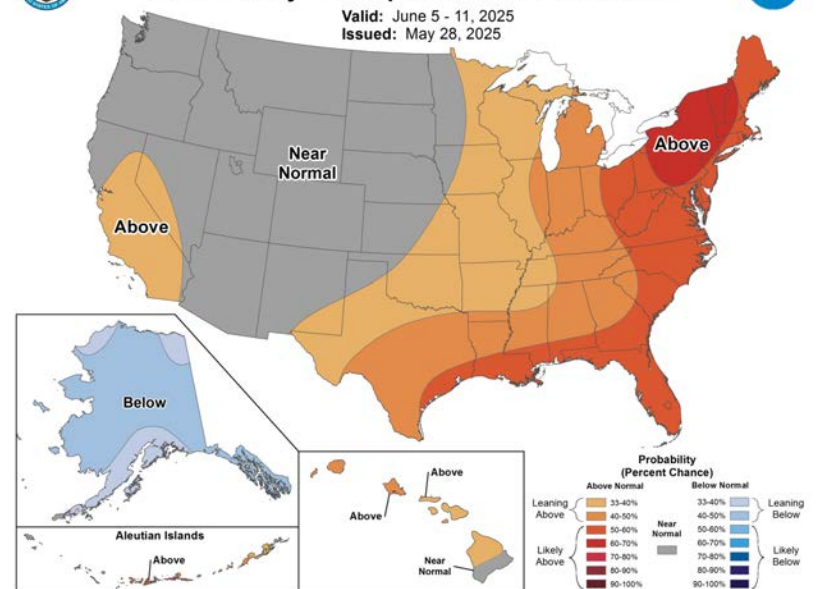 Valid: June 5 - 11, 2025
Issued: May 28, 2025
Near
Normal
Above
Above
Below
Aleutian Islands
Above
Above
Above
Near
Normal
Probability
(Percent Chance)
Above Normal
Below Normal
Leaning
Above
33-40%
40-50%
Likely
Above
50-60%
60-70%
70-80%
80-90%
90-100%
Near
Normal
33-40%
40-50%
Leaning
Below
50-60%
60-70%
70-80%
80-90%
90-100%
Likely
Below